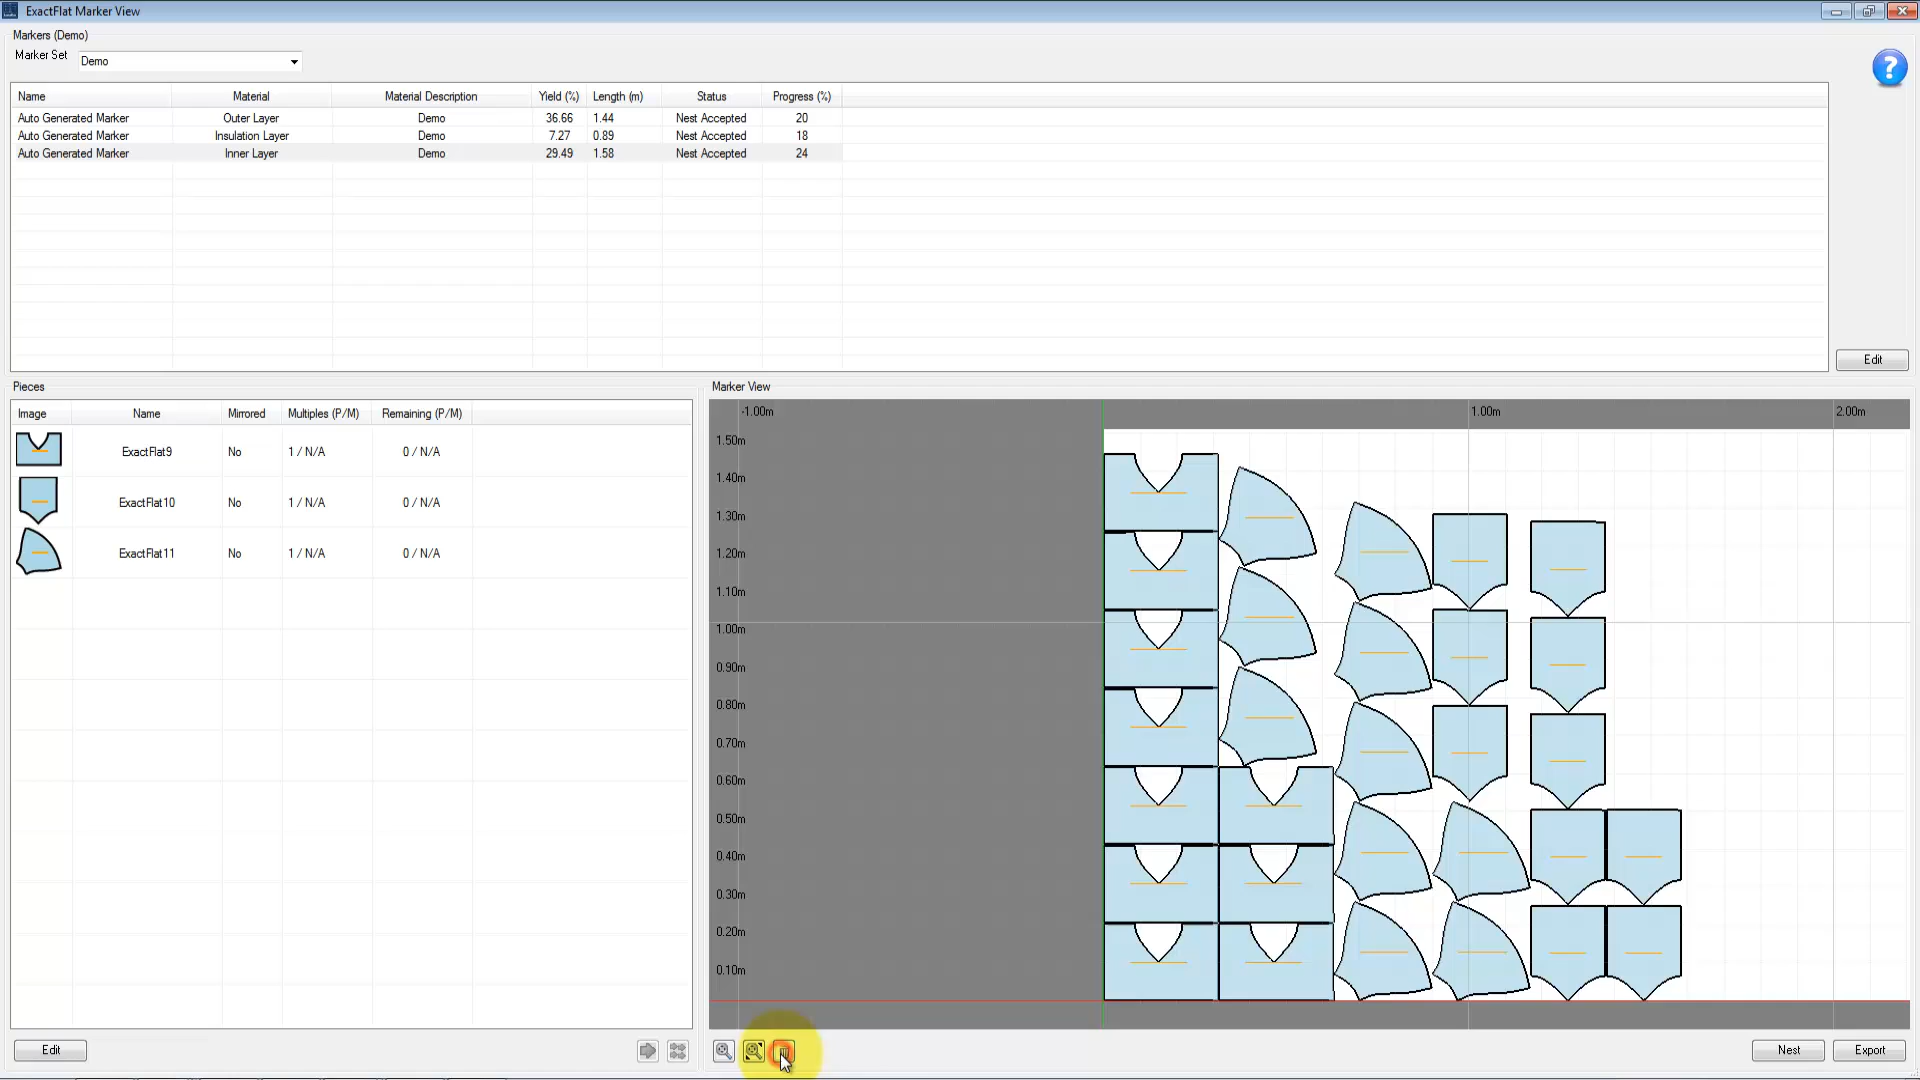 ExactFlat Marker View
Markers (Demo)
Marker Set Demo
Name Material Material Description Yield (%) Length (m) Status Progress (%)
Auto Generated Marker Outer Layer Demo 36.66 1.44 Nest Accepted 20
Auto Generated Marker Insulation Layer Demo 7.27 0.89 Nest Accepted 18
Auto Generated Marker Inner Layer Demo 29.49 1.58 Nest Accepted 24
?
Edit
Pieces
Image Name Mirrored Multiples (P/M) Remaining (P/M)
ExactFlat9 No 1 / N/A 0 / N/A
ExactFlat10 No 1 / N/A 0 / N/A
ExactFlat11 No 1 / N/A 0 / N/A
Edit
Marker View
-1.00m 1.00m 2.00m
1.50m
1.40m
1.30m
1.20m
1.10m
1.00m
0.90m
0.80m
0.70m
0.60m
0.50m
0.40m
0.30m
0.20m
0.10m
Nest Export